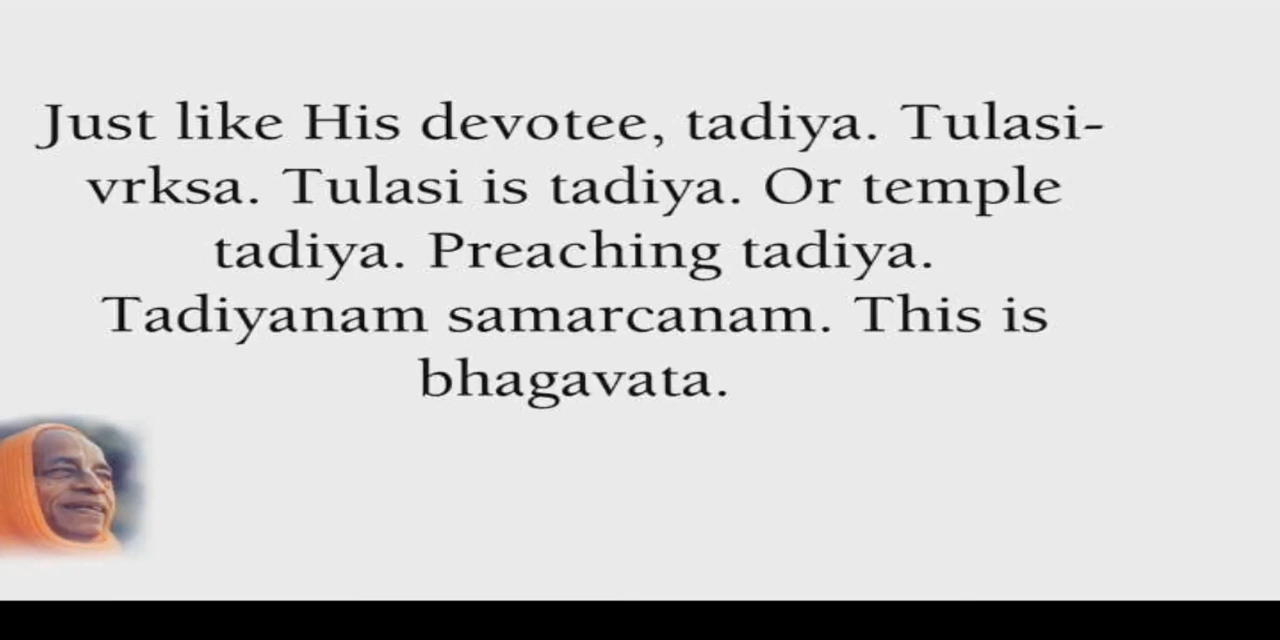 Just like His devotee, tadiya. Tulasi-
vrksa. Tulasi is tadiya. Or temple
tadiya. Preaching tadiya.
Tadiyanam samarcanam. This is
bhagavata.